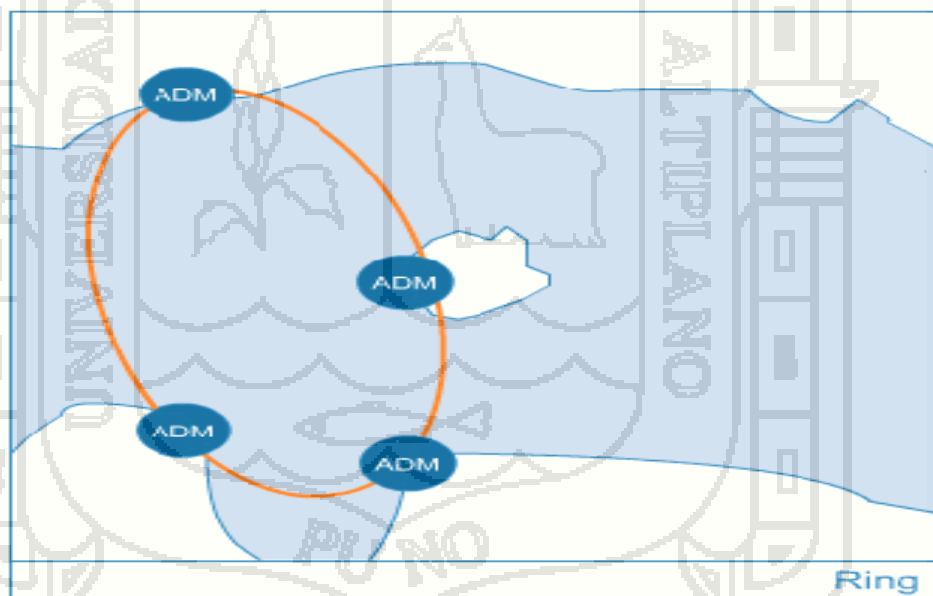 ADM
ADM
ADM
ADM
Ring
UNIVERSIDAD
ALTIPLANO
PUNO